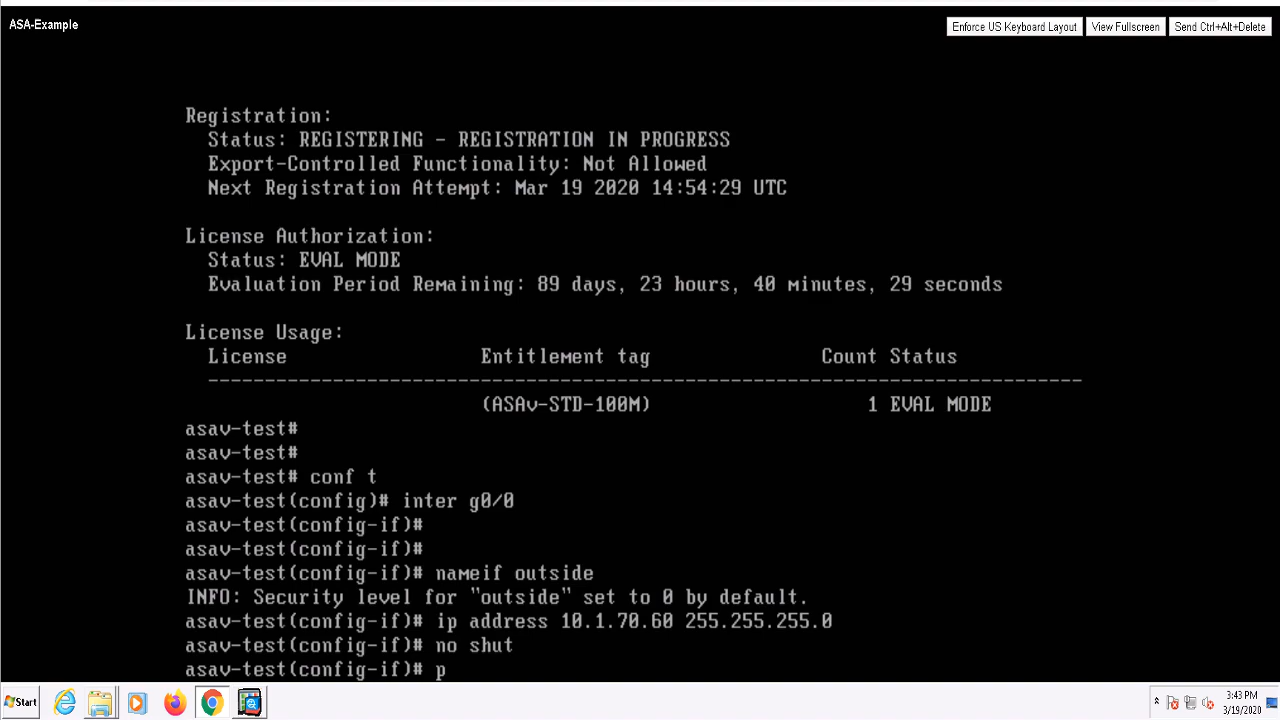 ASA-Example
Enforce US Keyboard Layout View Fullscreen Send Ctrl+Alt+Delete
Registration:
Status: REGISTERING - REGISTRATION IN PROGRESS
Export-Controlled Functionality: Not Allowed
Next Registration Attempt: Mar 19 2020 14:54:29 UTC
License Authorization:
Status: EVAL MODE
Evaluation Period Remaining: 89 days, 23 hours, 40 minutes, 29 seconds
License Usage:
License Entitlement tag Count Status
------------------------------------------------------------------------------
(ASAv-STD-100M) 1 EVAL MODE
asav-test#
asav-test#
asav-test# conf t
asav-test(config)# inter g0/0
asav-test(config-if)#
asav-test(config-if)#
asav-test(config-if)# nameif outside
INFO: Security level for "outside" set to 0 by default.
asav-test(config-if)# ip address 10.1.70.60 255.255.255.0
asav-test(config-if)# no shut
asav-test(config-if)# p
Start
3:43 PM
3/19/2020